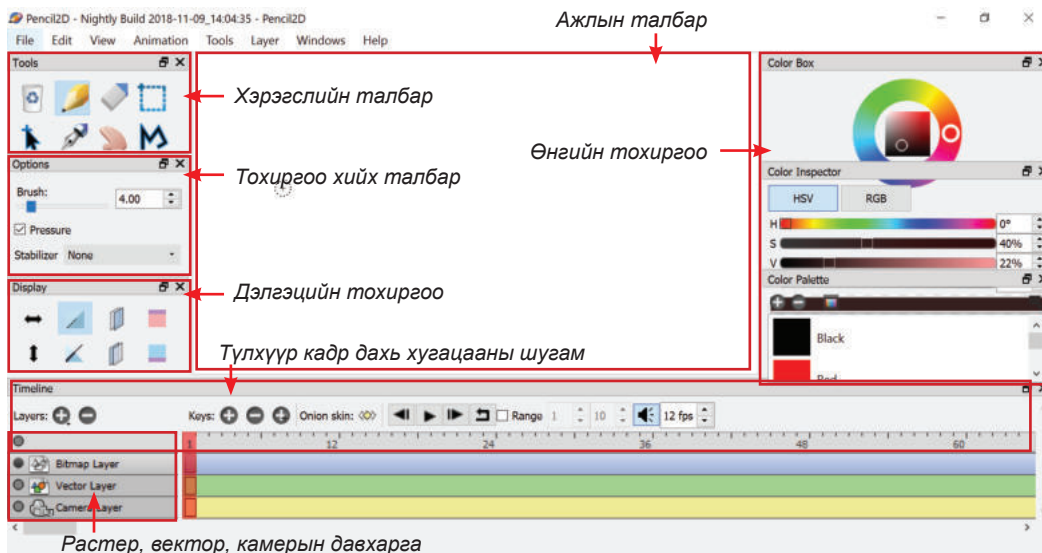 Pencil2D - Nightly Build 2018-11-09_14:04:35 - Pencil2D
Ажлын талбар
File Edit View Animation Tools Layer Windows Help
Tools
Color Box
Хэрэгслийн талбар
Өнгийн тохиргоо
Options
Brush:
4.00
Тохиргоо хийх талбар
Pressure
Stabilizer None
Color Inspector
HSV RGB
H 0°
S 40%
V 22%
Display
Дэлгэцийн тохиргоо
Color Palette
Black
Red
Түлхүүр кадр дахь хугацааны шугам
Timeline
Layers: Keys: Onion skin: Range 1 10 12 fps
1 12 24 36 48 60
Bitmap Layer
Vector Layer
Camera Layer
Растер, вектор, камерын давхарга